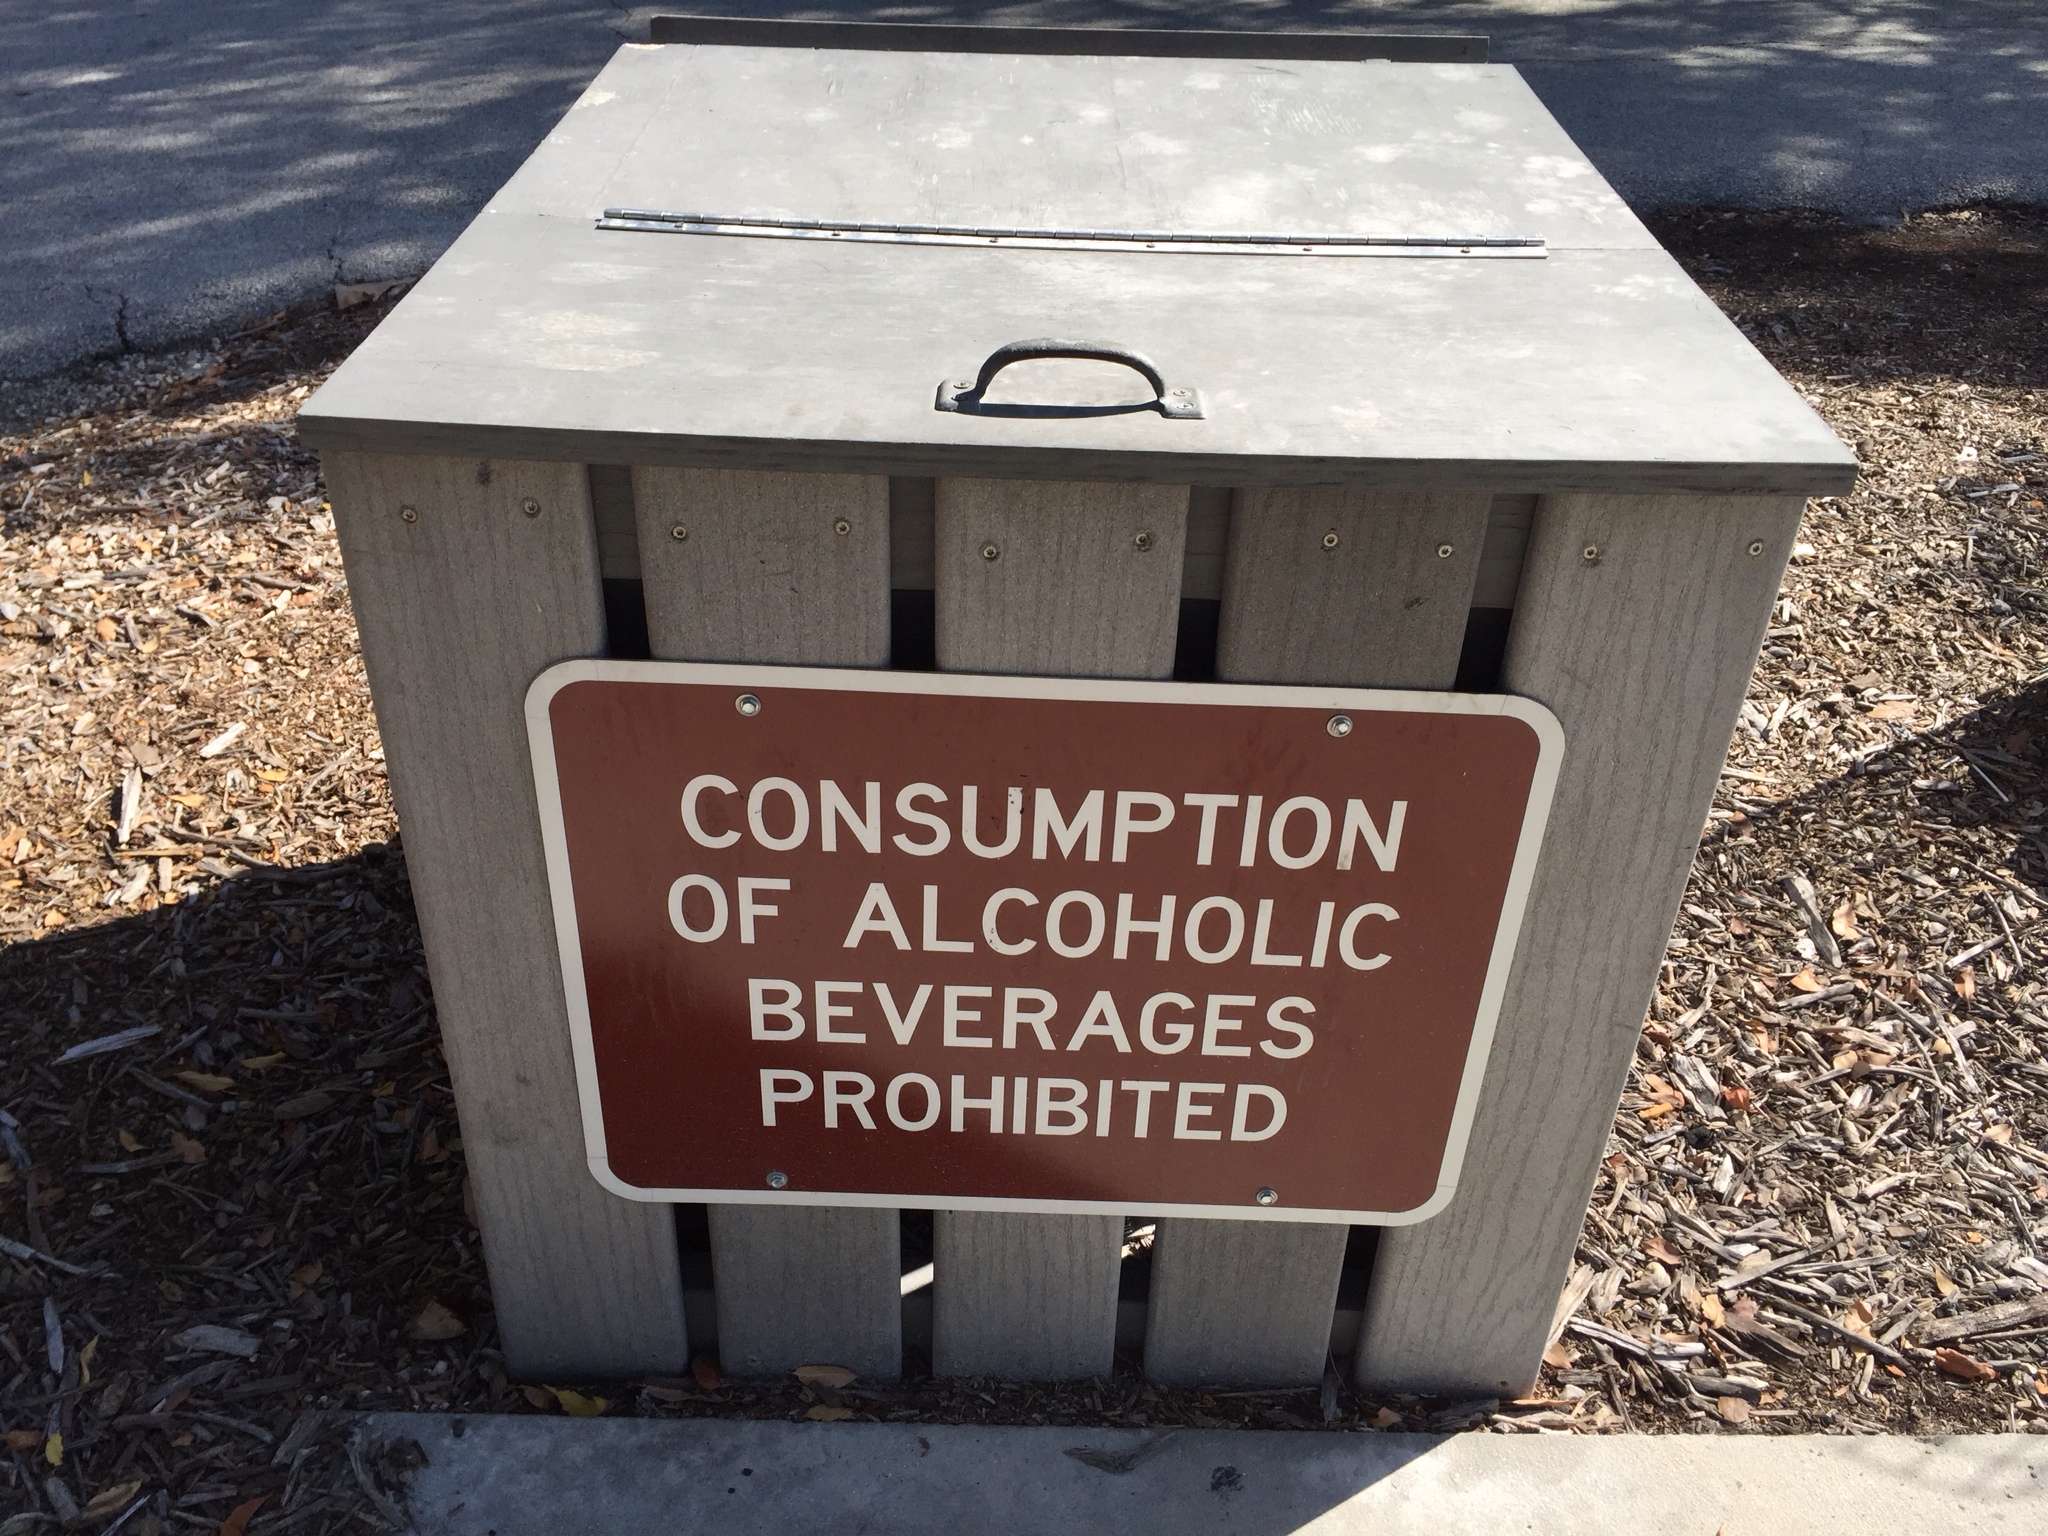 CONSUMPTION
OF ALCOHOLIC
BEVERAGES
PROHIBITED